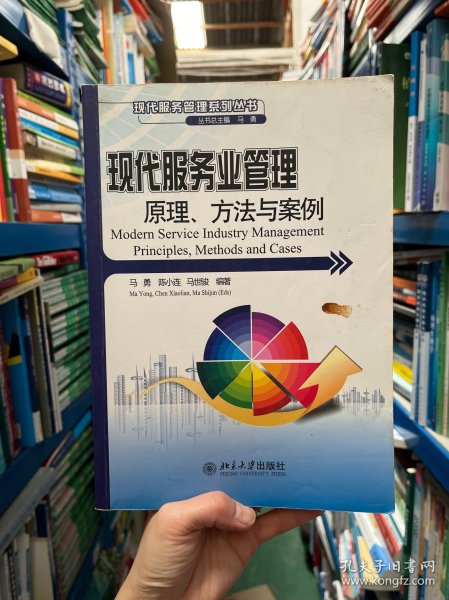 现代服务管理系列丛书
丛书总主编 马 勇
现代服务业管理
原理、方法与案例
Modern Service Industry Management
Principles, Methods and Cases
马 勇 陈小连 马世骏 编著
Ma Yong, Chen Xiaolian, Ma Shijun (Eds)
北京大学出版社
PEKING UNIVERSITY PRESS
孔夫子旧书网
www.kongfz.com